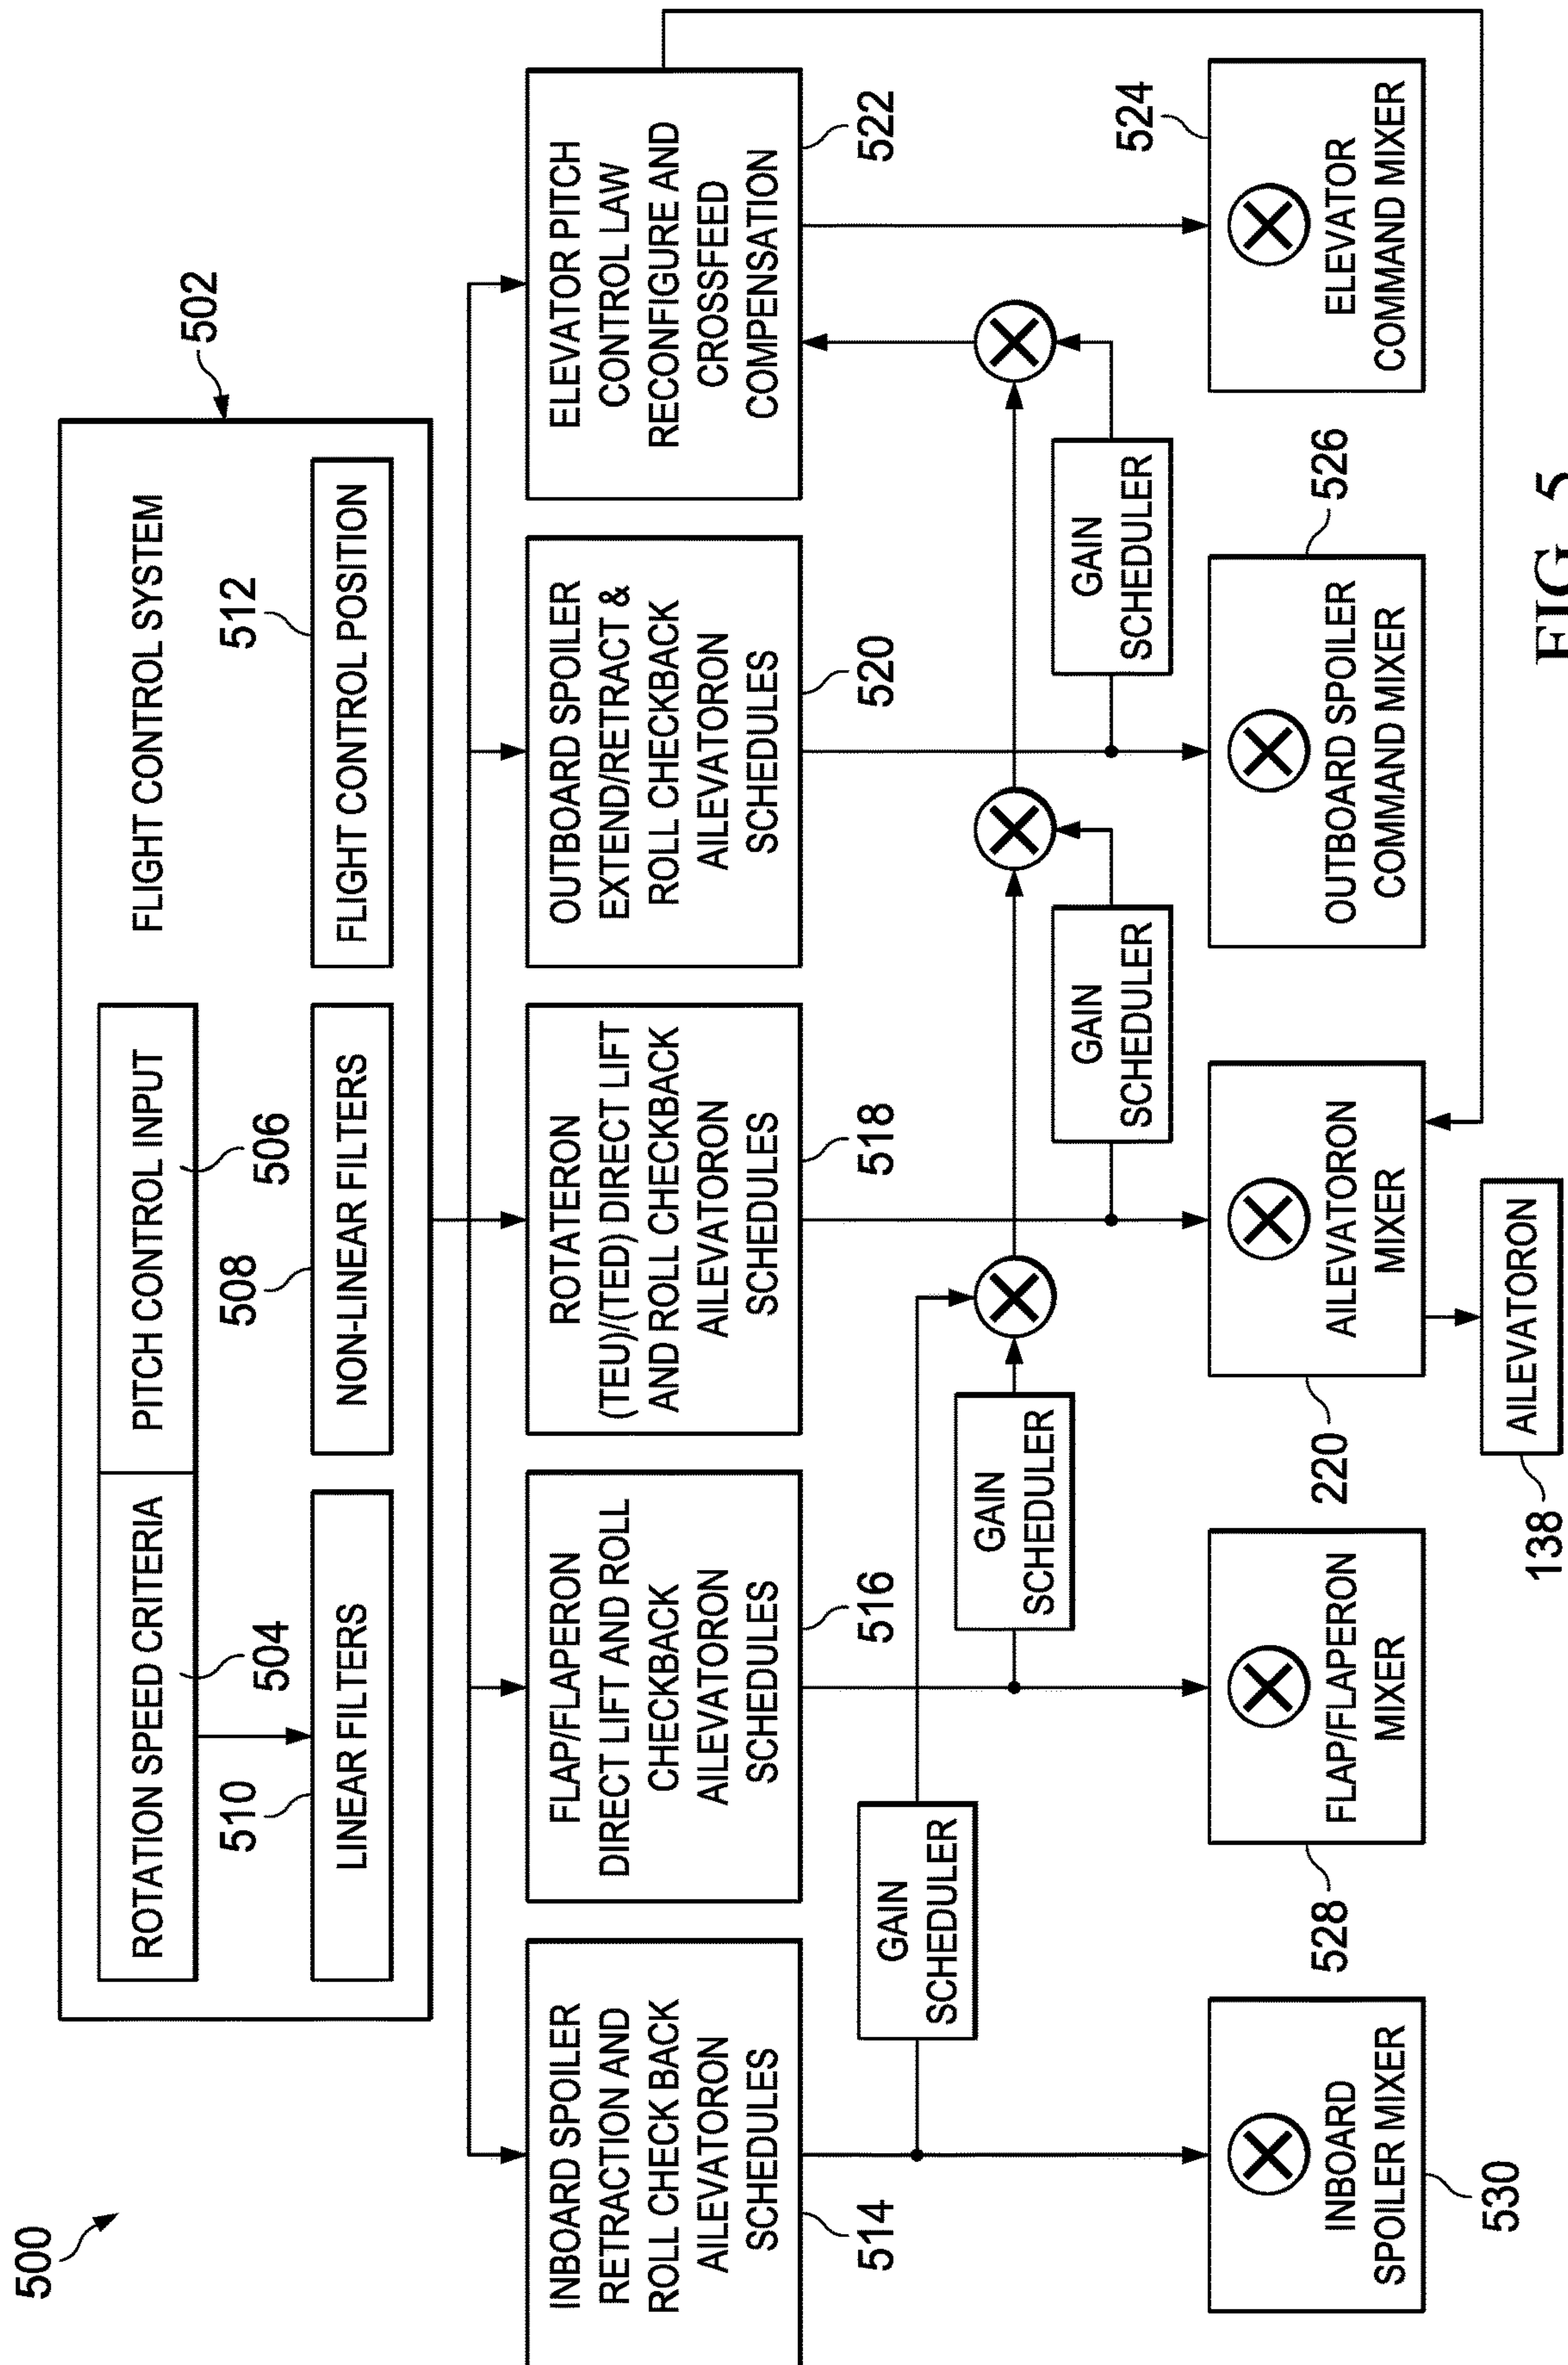 500
502
FLIGHT CONTROL SYSTEM
ROTATION SPEED CRITERIA
PITCH CONTROL INPUT
504
506
510
508
512
LINEAR FILTERS
NON-LINEAR FILTERS
FLIGHT CONTROL POSITION
INBOARD SPOILER
RETRACTION AND
ROLL CHECK BACK
AILEVATORON
SCHEDULES
514
FLAP/FLAPERON
DIRECT LIFT AND ROLL
CHECKBACK
AILEVATORON
SCHEDULES
516
ROTATERON
(TEU)/(TED) DIRECT LIFT
AND ROLL CHECKBACK
AILEVATORON
SCHEDULES
518
OUTBOARD SPOILER
EXTEND/RETRACT &
ROLL CHECKBACK
AILEVATORON
SCHEDULES
520
ELEVATOR PITCH
CONTROL LAW
RECONFIGURE AND
CROSSFEED
COMPENSATION
522
GAIN
SCHEDULER
GAIN
SCHEDULER
GAIN
SCHEDULER
GAIN
SCHEDULER
INBOARD
SPOILER MIXER
530
FLAP/FLAPERON
MIXER
528
AILEVATORON
MIXER
220
OUTBOARD SPOILER
COMMAND MIXER
526
ELEVATOR
COMMAND MIXER
524
AILEVATORON
138
FIG. 5